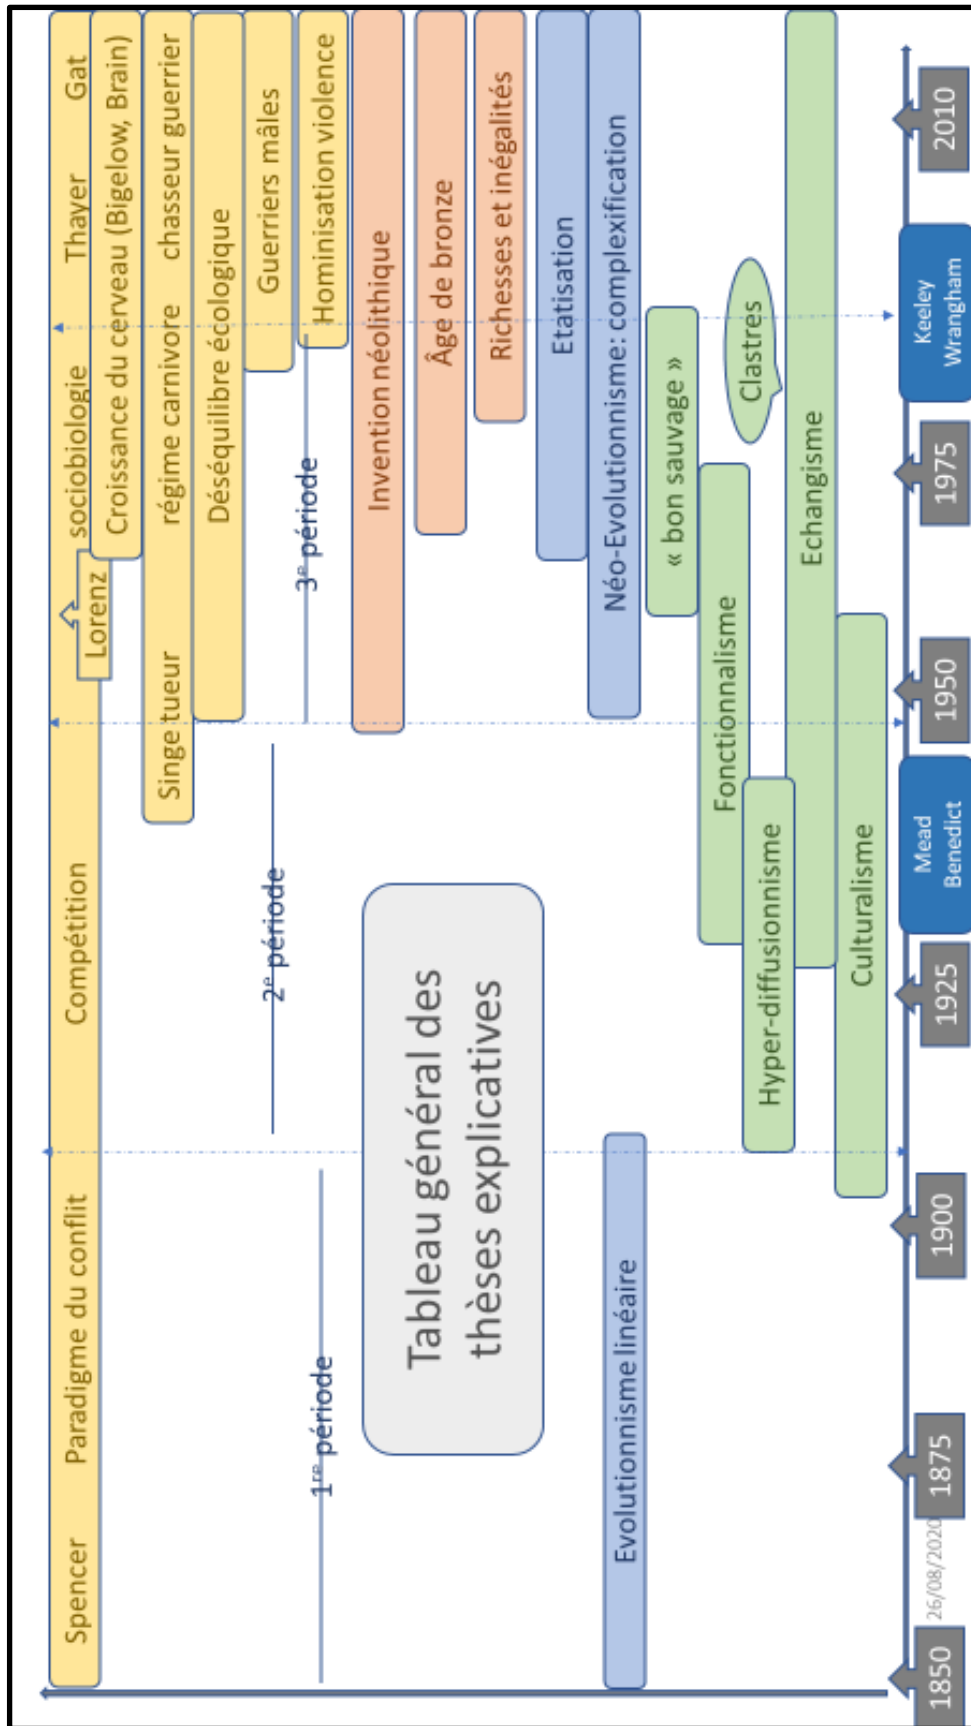 Spencer Paradigme du conflit Compétition sociobiologie Thayer Gat
Lorenz
Croissance du cerveau (Bigelow, Brain)
Singe tueur régime carnivore chasseur guerrier
Déséquilibre écologique
Guerriers mâles
Hominisation violence
1re période
2e période
3e période
Invention néolithique
Âge de bronze
Richesses et inégalités
Tableau général des
thèses explicatives
Etatisation
Evolutionnisme linéaire
Néo-Evolutionnisme: complexification
« bon sauvage »
Fonctionnalisme
Clastres
Hyper-diffusionnisme
Echangisme
Culturalisme
26/08/2020
1850
1875
1900
1925
Mead
Benedict
1950
1975
Keeley
Wrangham
2010